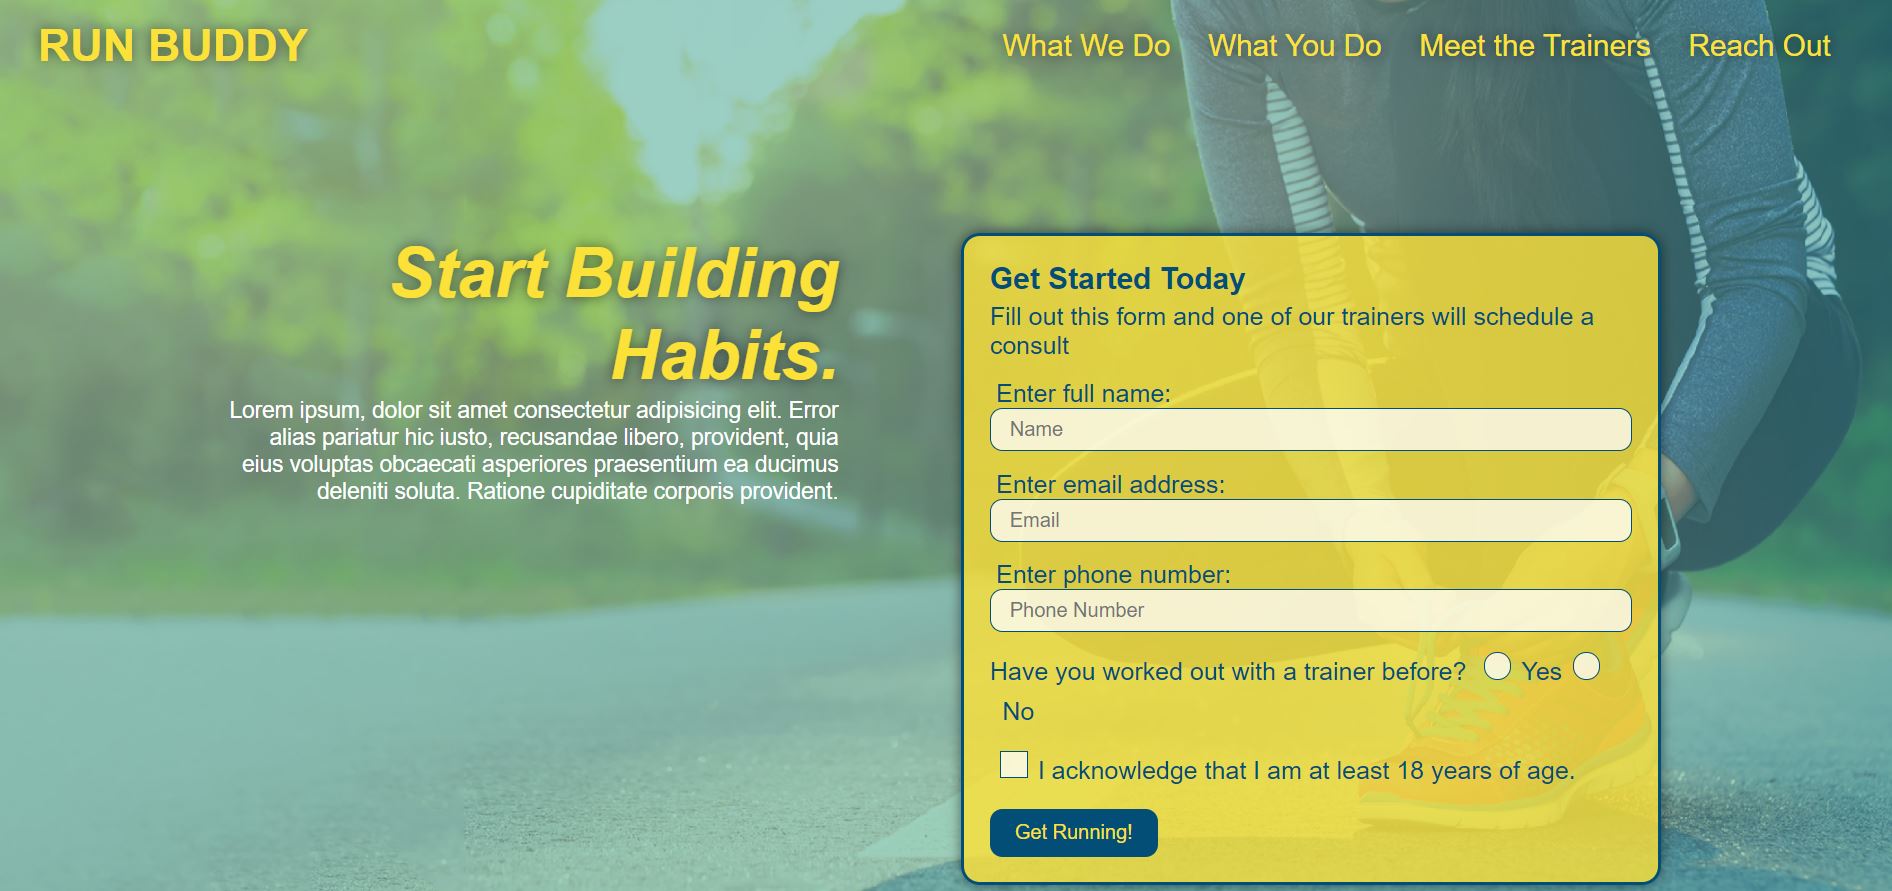 RUN BUDDY
What We Do
What You Do
Meet the Trainers
Reach Out
Start Building
Habits.
Lorem ipsum, dolor sit amet consectetur adipisicing elit. Error
alias pariatur hic iusto, recusandae libero, provident, quia
eius voluptas obcaecati asperiores praesentium ea ducimus
deleniti soluta. Ratione cupiditate corporis provident.
Get Started Today
Fill out this form and one of our trainers will schedule a
consult
Enter full name:
Name
Enter email address:
Email
Enter phone number:
Phone Number
Have you worked out with a trainer before? Yes
No
I acknowledge that I am at least 18 years of age.
Get Running!